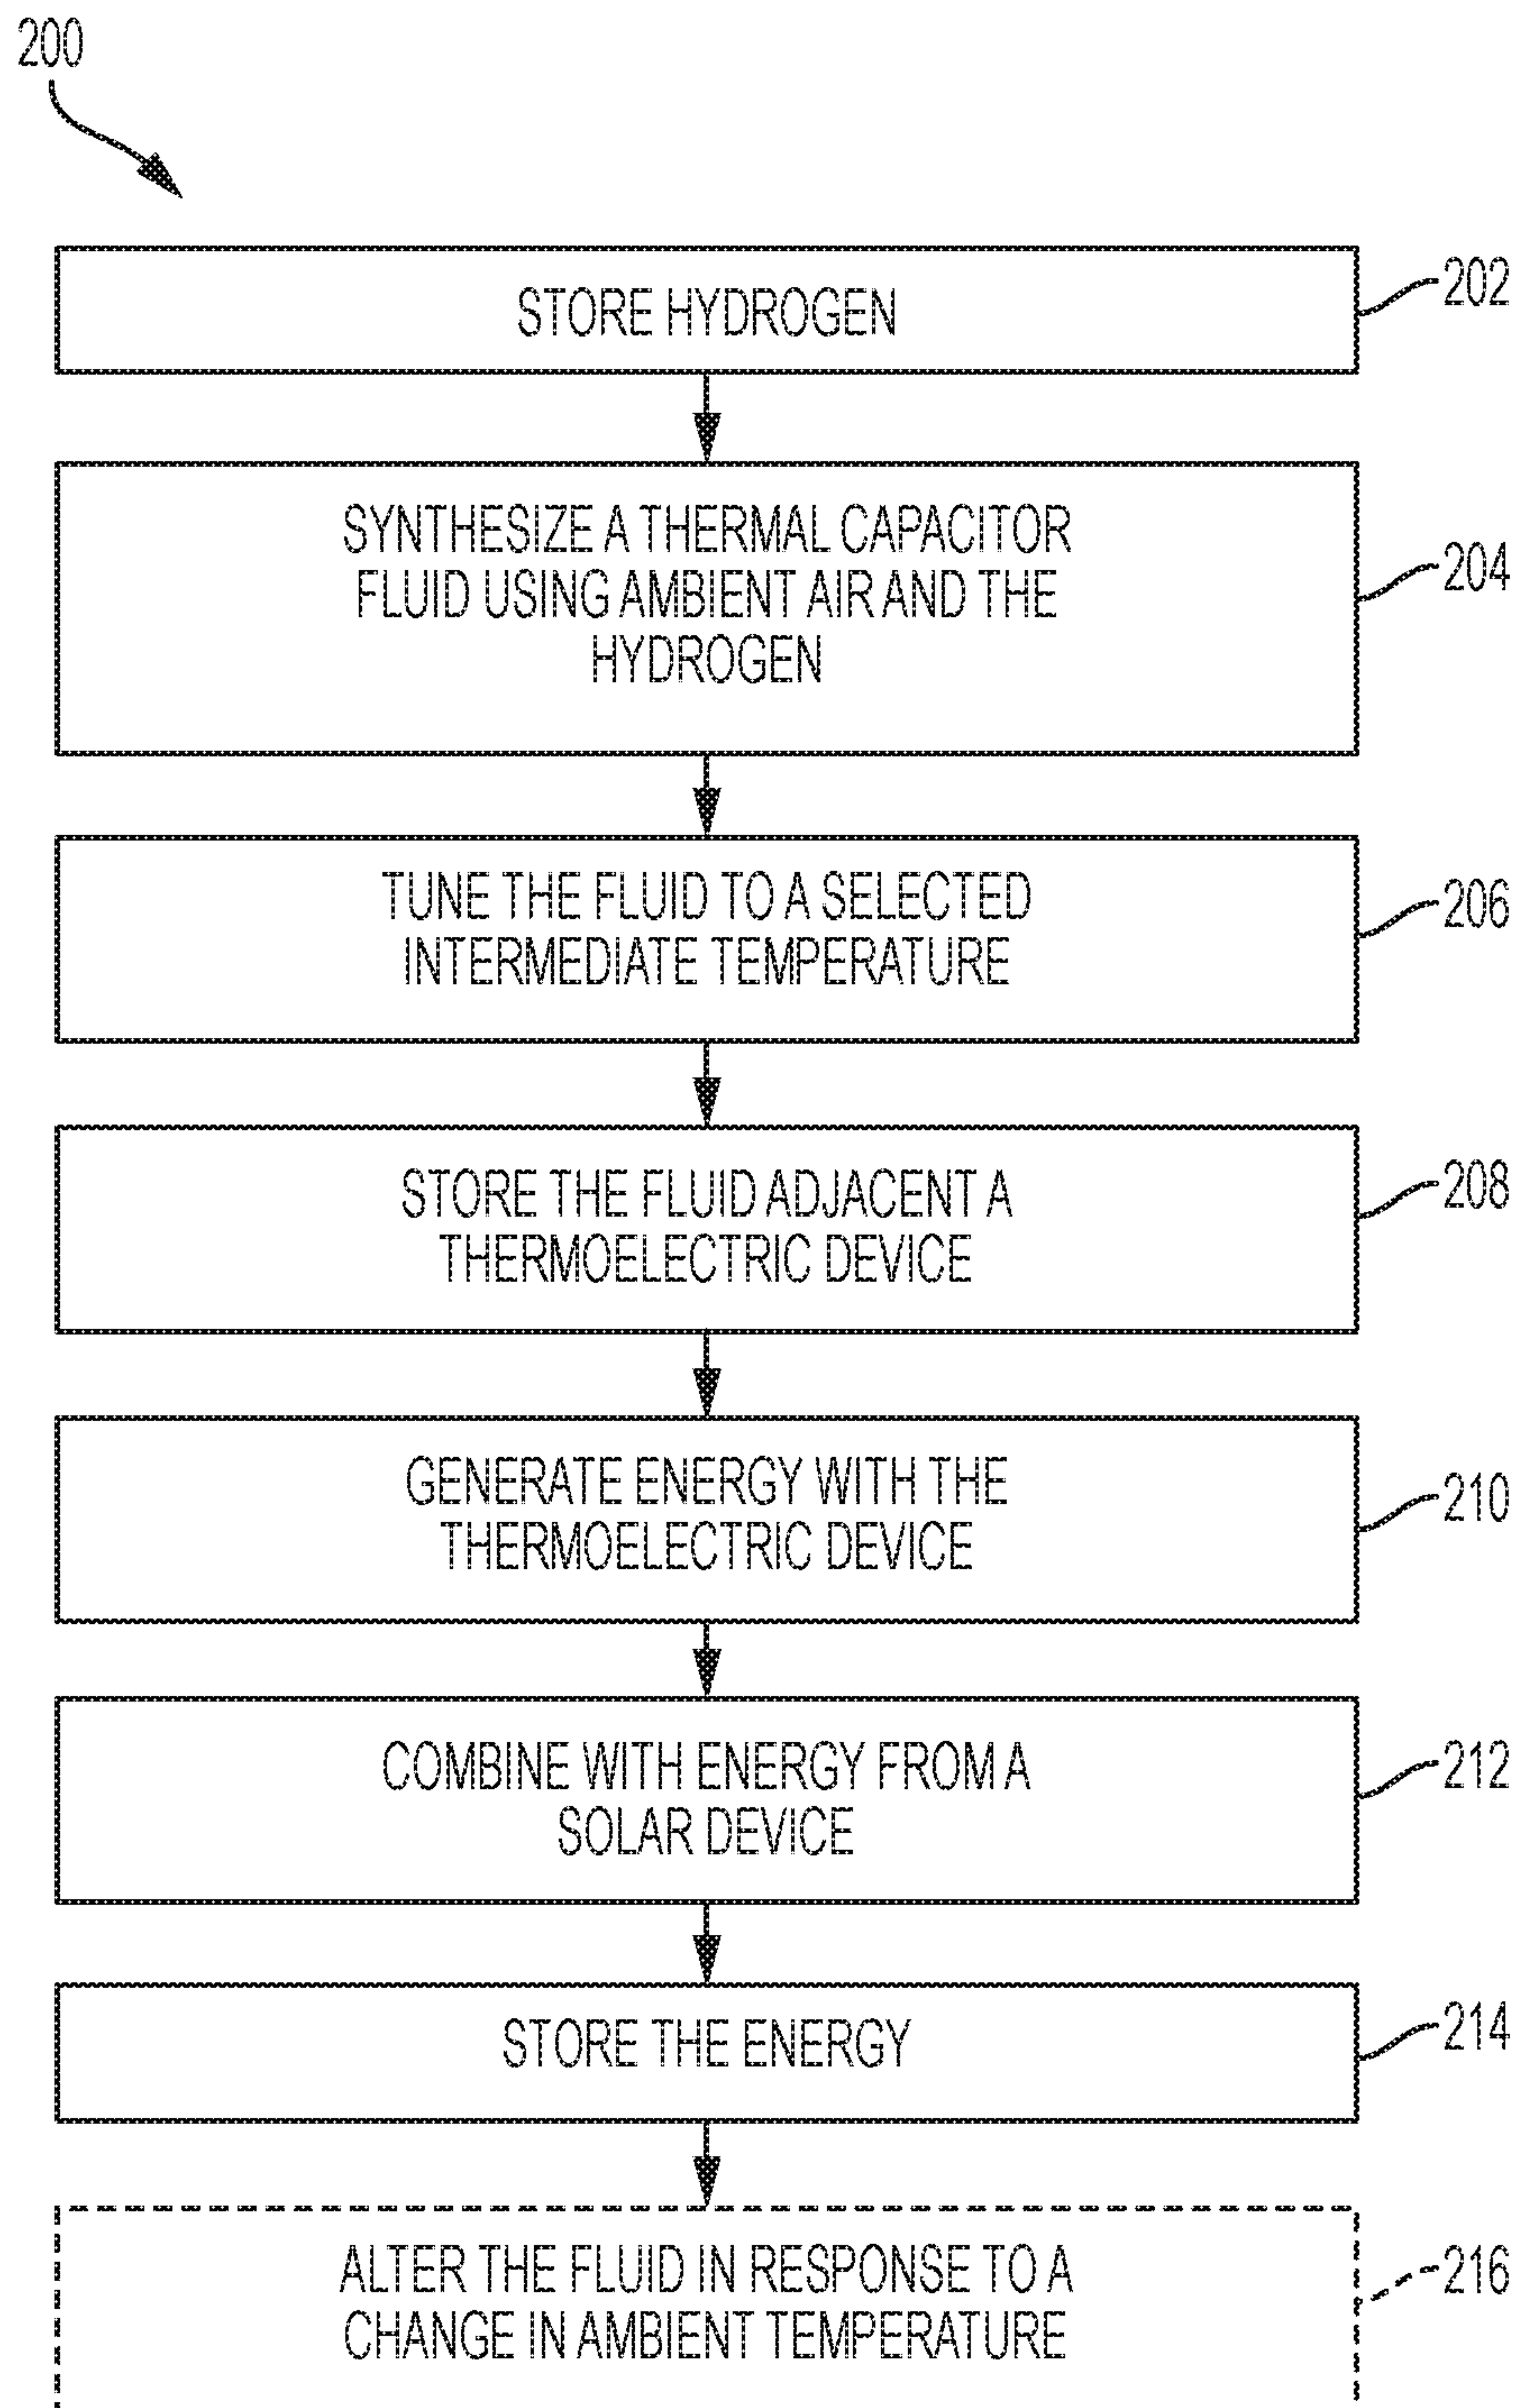 200
STORE HYDROGEN
202
SYNTHESIZE A THERMAL CAPACITOR
FLUID USING AMBIENT AIR AND THE
HYDROGEN
204
TUNE THE FLUID TO A SELECTED
INTERMEDIATE TEMPERATURE
206
STORE THE FLUID ADJACENT A
THERMOELECTRIC DEVICE
208
GENERATE ENERGY WITH THE
THERMOELECTRIC DEVICE
210
COMBINE WITH ENERGY FROM A
SOLAR DEVICE
212
STORE THE ENERGY
214
ALTER THE FLUID IN RESPONSE TO A
CHANGE IN AMBIENT TEMPERATURE
216